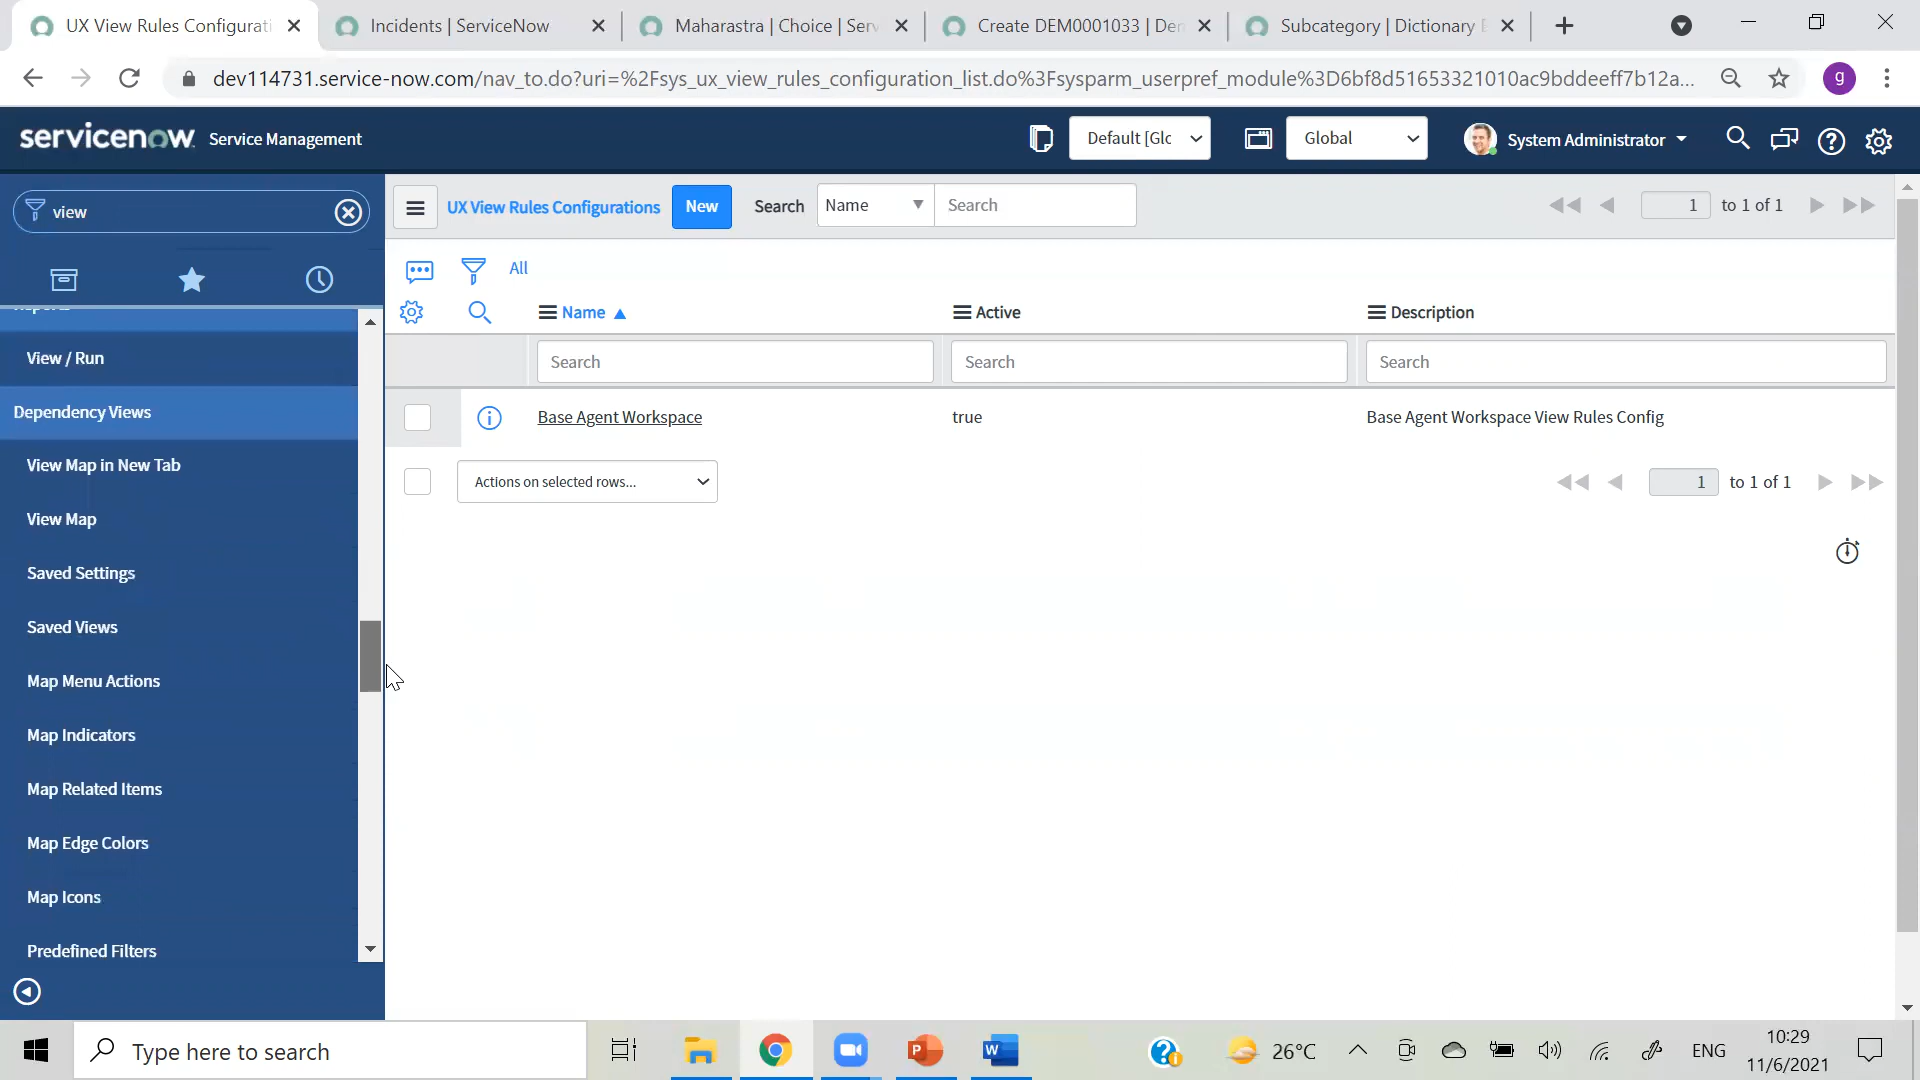 UX View Rules Configurati
Incidents | ServiceNow
Maharastra | Choice | Serv
Create DEM0001033 | Den
Subcategory | Dictionary E
dev114731.service-now.com/nav_to.do?uri=%2Fsys_ux_view_rules_configuration_list.do%3Fsysparm_userpref_module%3D6bf8d51653321010ac9bddeeff7b12a...
g
servicenow Service Management
Default [Glc
Global
System Administrator
view
UX View Rules Configurations
New
Search
Name
Search
1 to 1 of 1
All
Name
Active
Description
Search
Search
Search
Base Agent Workspace
true
Base Agent Workspace View Rules Config
Actions on selected rows...
1 to 1 of 1
View / Run
Dependency Views
View Map in New Tab
View Map
Saved Settings
Saved Views
Map Menu Actions
Map Indicators
Map Related Items
Map Edge Colors
Map Icons
Predefined Filters
Type here to search
26°C
ENG
10:29
11/6/2021